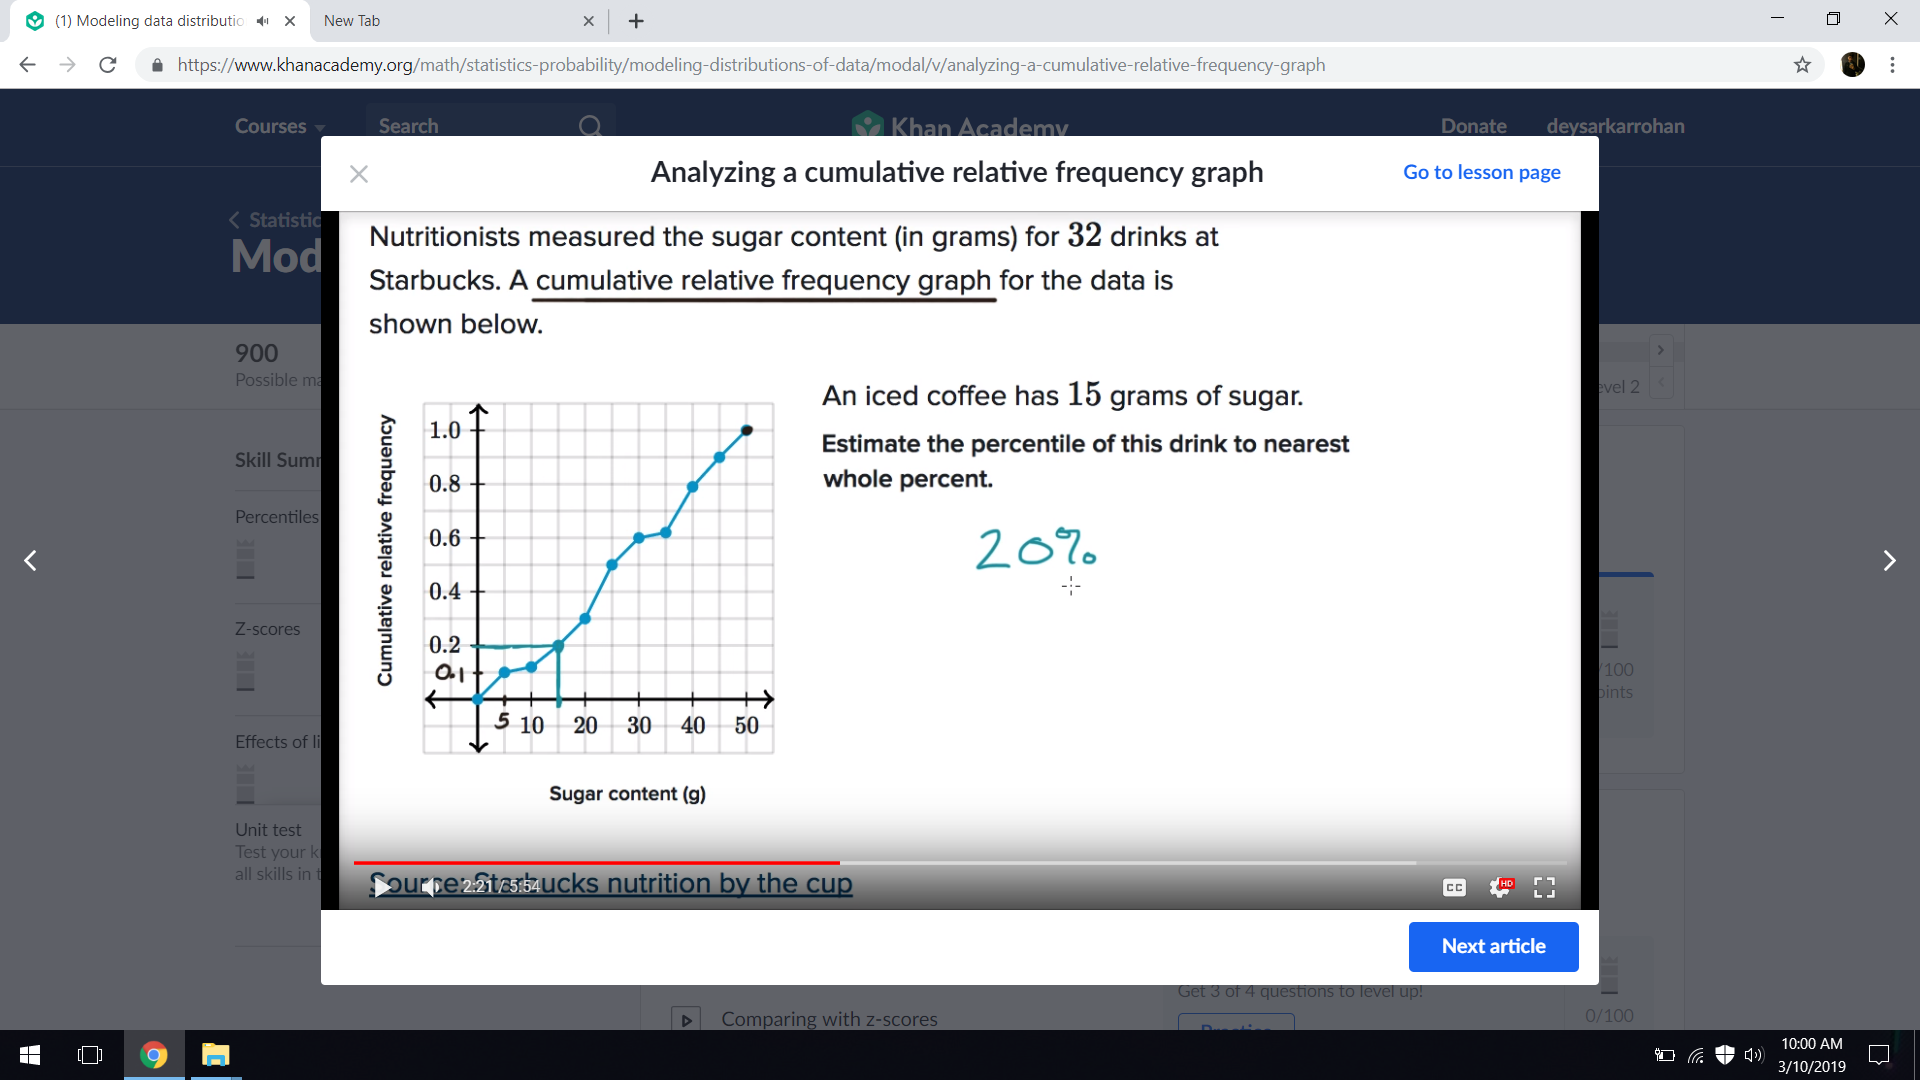 (1) Modeling data distributio
New Tab
https://www.khanacademy.org/math/statistics-probability/modeling-distributions-of-data/modal/v/analyzing-a-cumulative-relative-frequency-graph
Courses
Search
Khan Academy
Donate
deysarkarrohan
Analyzing a cumulative relative frequency graph
Go to lesson page
Statistic
Mod
900
Possible ma
Skill Summ
Percentiles
Z-scores
Effects of li
Unit test
Test your k
all skills in t
Nutritionists measured the sugar content (in grams) for 32 drinks at
Starbucks. A cumulative relative frequency graph for the data is
shown below.
An iced coffee has 15 grams of sugar.
Estimate the percentile of this drink to nearest
whole percent.
20%
Cumulative relative frequency
1.0
0.8
0.6
0.4
0.2
0.1
5 10 20 30 40 50
Sugar content (g)
Source: Starbucks nutrition by the cup
2:21 / 5:54
CC
HD
Next article
evel 2
/100
oints
Get 3 of 4 questions to level up!
Comparing with z-scores
Practice
0/100
10:00 AM
3/10/2019